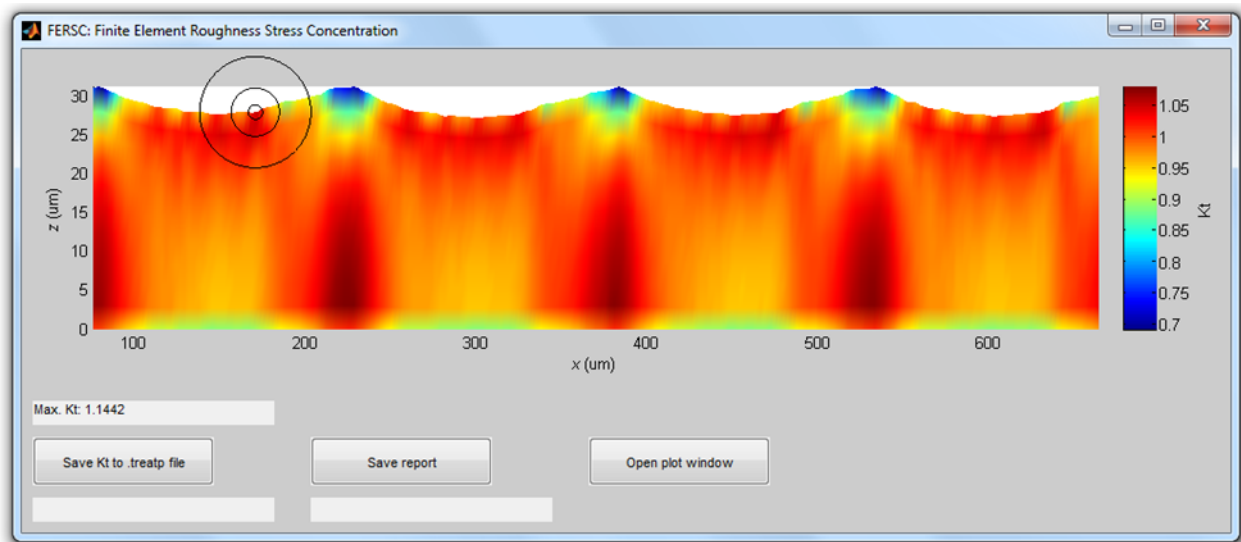 FERSC: Finite Element Roughness Stress Concentration
30
25
20
15
10
5
0
z (um)
100 200 300 400 500 600
x (um)
1.05
1
0.95
0.9
0.85
0.8
0.75
0.7
Kt
Max. Kt: 1.1442
Save Kt to .treatp file Save report Open plot window